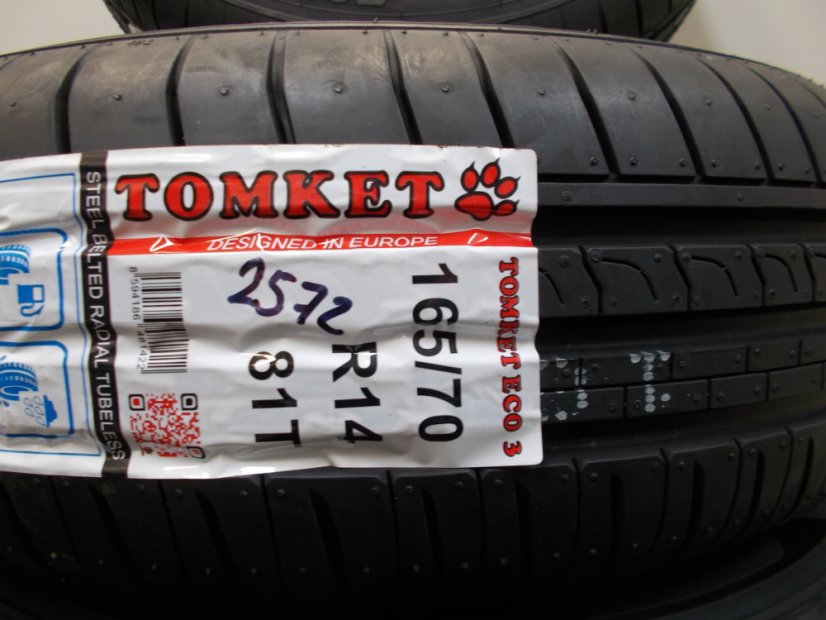 TOMKET
DESIGNED IN EUROPE
STEEL BELTED RADIAL TUBELESS
2572
165/70
R14
81T
TOMKET ECO 3